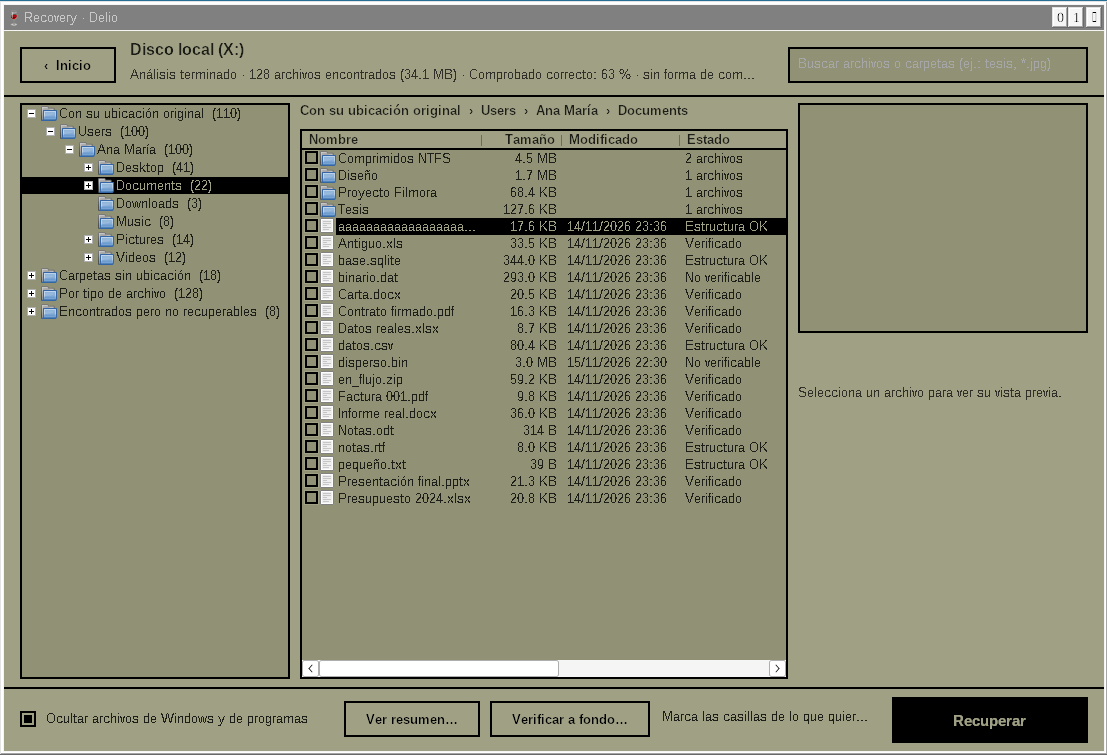 Recovery · Delio
0 1
‹ Inicio
Disco local (X:)
Análisis terminado · 128 archivos encontrados (34.1 MB) · Comprobado correcto: 63 % · sin forma de com...
Buscar archivos o carpetas (ej.: tesis, *.jpg)
Con su ubicación original (110)
Users (100)
Ana María (100)
Desktop (41)
Documents (22)
Downloads (3)
Music (8)
Pictures (14)
Videos (12)
Carpetas sin ubicación (18)
Por tipo de archivo (128)
Encontrados pero no recuperables (8)
Con su ubicación original › Users › Ana María › Documents
Nombre Tamaño Modificado Estado
Comprimidos NTFS 4.5 MB 2 archivos
Diseño 1.7 MB 1 archivos
Proyecto Filmora 68.4 KB 1 archivos
Tesis 127.6 KB 1 archivos
aaaaaaaaaaaaaaaaaa... 17.6 KB 14/11/2026 23:36 Estructura OK
Antiguo.xls 33.5 KB 14/11/2026 23:36 Verificado
base.sqlite 344.0 KB 14/11/2026 23:36 Estructura OK
binario.dat 293.0 KB 14/11/2026 23:36 No verificable
Carta.docx 20.5 KB 14/11/2026 23:36 Verificado
Contrato firmado.pdf 16.3 KB 14/11/2026 23:36 Verificado
Datos reales.xlsx 8.7 KB 14/11/2026 23:36 Verificado
datos.csv 80.4 KB 14/11/2026 23:36 Estructura OK
disperso.bin 3.0 MB 15/11/2026 22:30 No verificable
en_flujo.zip 59.2 KB 14/11/2026 23:36 Verificado
Factura 001.pdf 9.8 KB 14/11/2026 23:36 Verificado
Informe real.docx 36.0 KB 14/11/2026 23:36 Verificado
Notas.odt 314 B 14/11/2026 23:36 Verificado
notas.rtf 8.0 KB 14/11/2026 23:36 Estructura OK
pequeño.txt 39 B 14/11/2026 23:36 Estructura OK
Presentación final.pptx 21.3 KB 14/11/2026 23:36 Verificado
Presupuesto 2024.xlsx 20.8 KB 14/11/2026 23:36 Verificado
Selecciona un archivo para ver su vista previa.
Ocultar archivos de Windows y de programas
Ver resumen...
Verificar a fondo...
Marca las casillas de lo que quier...
Recuperar